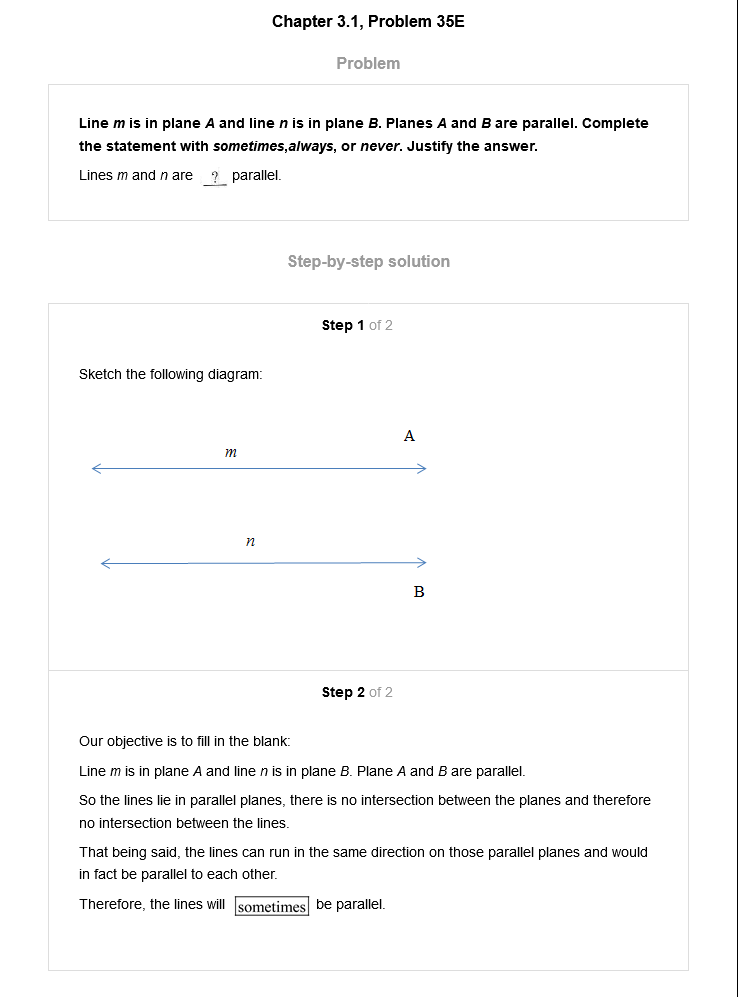 Chapter 3.1, Problem 35E
Problem
Line m is in plane A and line n is in plane B. Planes A and B are parallel. Complete
the statement with sometimes,always, or never. Justify the answer.
Lines m and n are ? parallel.
Step-by-step solution
Step 1 of 2
Sketch the following diagram:
A
m
n
B
Step 2 of 2
Our objective is to fill in the blank:
Line m is in plane A and line n is in plane B. Plane A and B are parallel.
So the lines lie in parallel planes, there is no intersection between the planes and therefore
no intersection between the lines.
That being said, the lines can run in the same direction on those parallel planes and would
in fact be parallel to each other.
Therefore, the lines will sometimes be parallel.